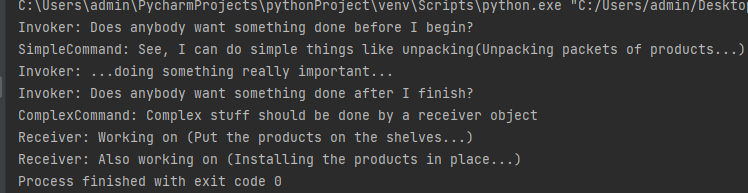 C:\Users\admin\PycharmProjects\pythonProject\venv\Scripts\python.exe "C:/Users/admin/Desktop
Invoker: Does anybody want something done before I begin?
SimpleCommand: See, I can do simple things like unpacking(Unpacking packets of products...)
Invoker: ...doing something really important...
Invoker: Does anybody want something done after I finish?
ComplexCommand: Complex stuff should be done by a receiver object
Receiver: Working on (Put the products on the shelves...)
Receiver: Also working on (Installing the products in place...)
Process finished with exit code 0